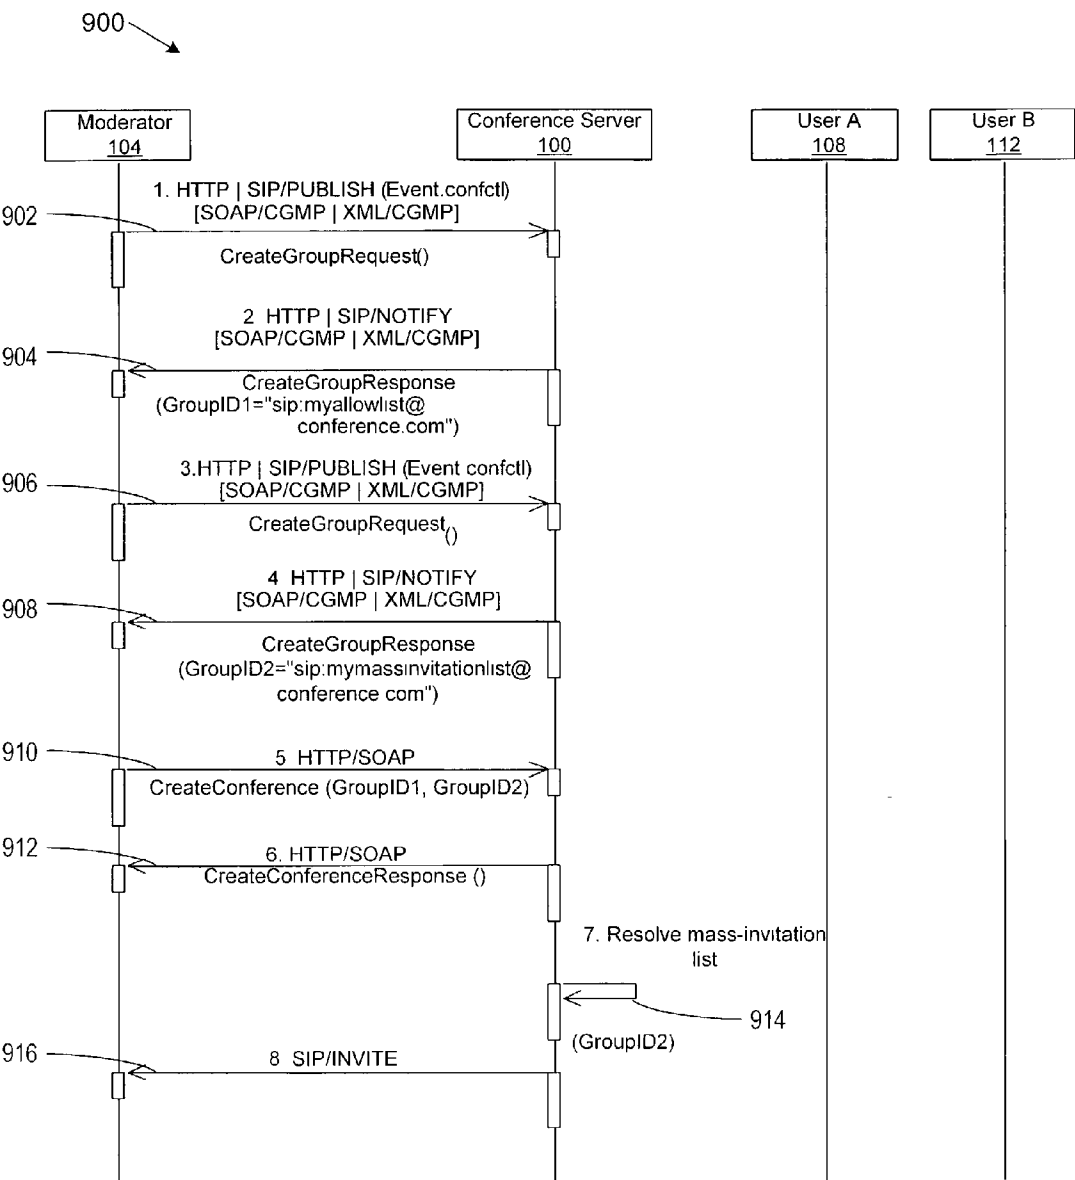 900
Moderator
104
Conference Server
100
User A
108
User B
112
1. HTTP | SIP/PUBLISH (Event.confctl)
[SOAP/CGMP | XML/CGMP]
902
CreateGroupRequest()
2 HTTP | SIP/NOTIFY
[SOAP/CGMP | XML/CGMP]
904
CreateGroupResponse
(GroupID1="sip:myallowlist@
conference.com")
3.HTTP | SIP/PUBLISH (Event confctl)
[SOAP/CGMP | XML/CGMP]
906
CreateGroupRequest()
4 HTTP | SIP/NOTIFY
[SOAP/CGMP | XML/CGMP]
908
CreateGroupResponse
(GroupID2="sip:mymassinvitationlist@
conference com")
910
5 HTTP/SOAP
CreateConference (GroupID1, GroupID2)
912
6. HTTP/SOAP
CreateConferenceResponse ()
7. Resolve mass-invitation
list
914
(GroupID2)
916
8 SIP/INVITE